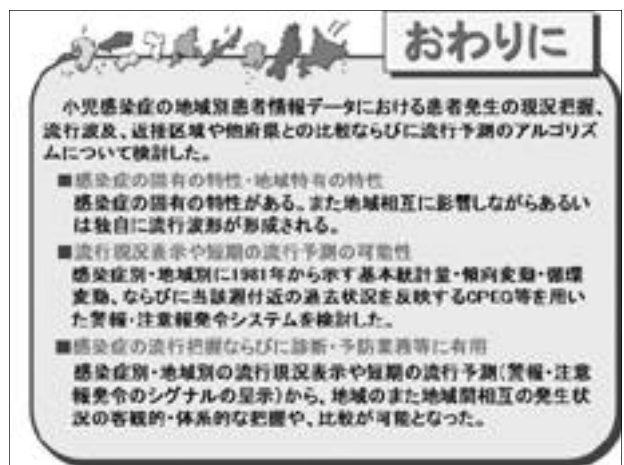 おわりに
小児感染症の地域別患者情報データにおける患者発生の現況把握、
流行波及、近接区域や他府県との比較ならびに流行予測のアルゴリズ
ムについて検討した。
■感染症の固有の特性・地域特有の特性
感染症の固有の特性がある。また地域相互に影響しながらあるい
は独自に流行波形が形成される。
■流行現況表示や短期の流行予測の可能性
感染症別・地域別に1981年から示す基本統計量・傾向変動・循環
変動、ならびに当該週付近の過去状況を反映する等を用い
た警報・注意報発令システムを検討した。
■感染症の流行把握ならびに診断・予防業務等に有用
感染症別・地域別の流行現況表示や短期の流行予測(警報・注意
報発令のシグナルの呈示)から、地域のまた地域間相互の発生状
況の客観的・体系的な把握や、比較が可能となった。